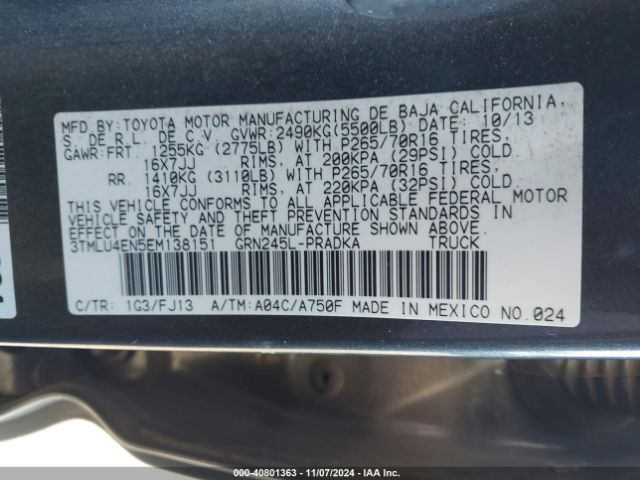 MFD.BY:TOYOTA MOTOR MANUFACTURING DE BAJA CALIFORNIA,
S. DE R.L. DE C.V. GVWR:2490KG(5500LB) DATE: 10/13
GAWR:FRT 1255KG (2775LB) WITH P265/70R16 TIRES,
16X7JJ RIMS, AT 200KPA (29PSI) COLD.
RR 1410KG (3110LB) WITH P265/70R16 TIRES,
16X7JJ RIMS, AT 220KPA (32PSI) COLD.
THIS VEHICLE CONFORMS TO ALL APPLICABLE FEDERAL MOTOR
VEHICLE SAFETY AND THEFT PREVENTION STANDARDS IN
EFFECT ON THE DATE OF MANUFACTURE SHOWN ABOVE.
3TMLU4EN5EM138151 GRN245L-PRADKA TRUCK
C/TR: 1G3/FJ13 A/TM:A04C/A750F MADE IN MEXICO NO.024
000-40801363 - 11/07/2024 - IAA Inc.